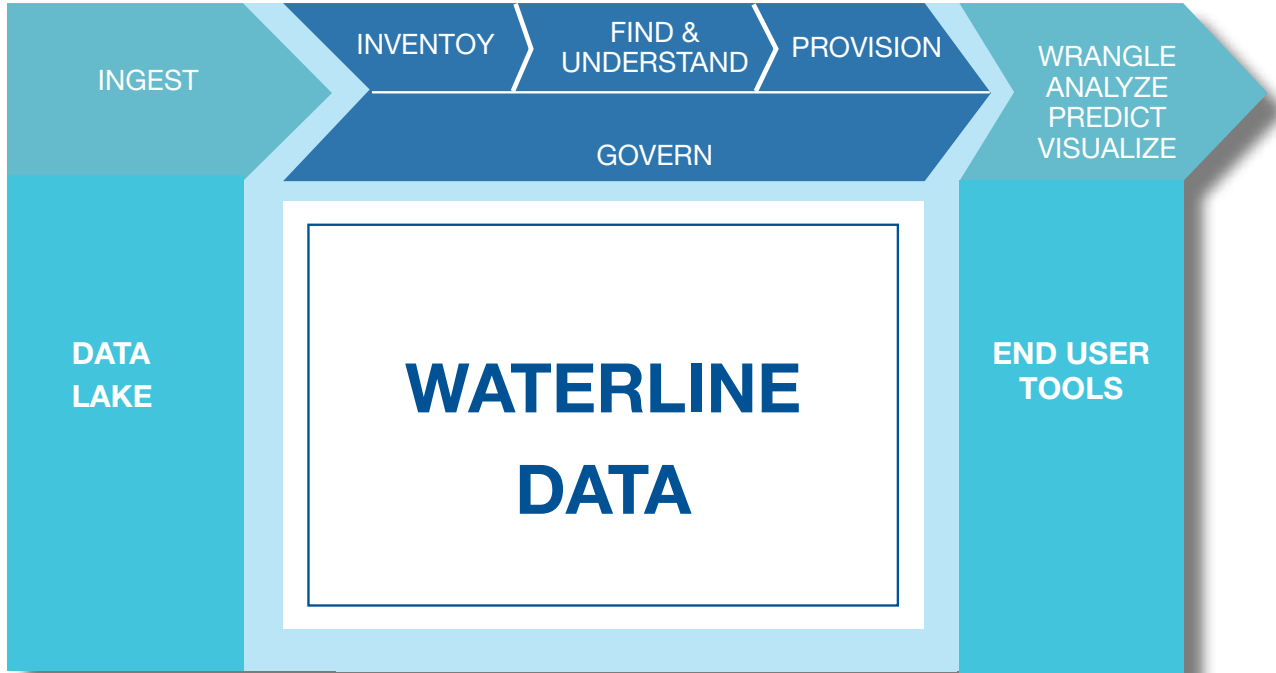 INGEST
INVENTOY
FIND &
UNDERSTAND
PROVISION
GOVERN
WRANGLE
ANALYZE
PREDICT
VISUALIZE
DATA
LAKE
WATERLINE
DATA
END USER
TOOLS